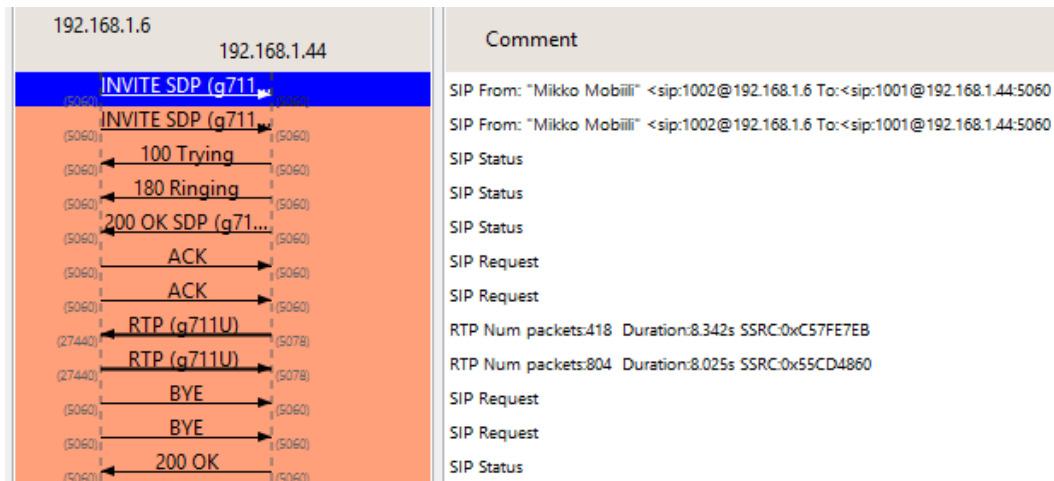 192.168.1.6
192.168.1.44
Comment
INVITE SDP (g711...
(5060) (5060)
SIP From: "Mikko Mobiili" <sip:1002@192.168.1.6 To:<sip:1001@192.168.1.44:5060
INVITE SDP (g711...
(5060) (5060)
SIP From: "Mikko Mobiili" <sip:1002@192.168.1.6 To:<sip:1001@192.168.1.44:5060
100 Trying
(5060) (5060)
SIP Status
180 Ringing
(5060) (5060)
SIP Status
200 OK SDP (g71...
(5060) (5060)
SIP Status
ACK
(5060) (5060)
SIP Request
ACK
(5060) (5060)
SIP Request
RTP (g711U)
(27440) (5078)
RTP Num packets:418 Duration:8.342s SSRC:0xC57FE7EB
RTP (g711U)
(27440) (5078)
RTP Num packets:804 Duration:8.025s SSRC:0x55CD4860
BYE
(5060) (5060)
SIP Request
BYE
(5060) (5060)
SIP Request
200 OK
(5060) (5060)
SIP Status